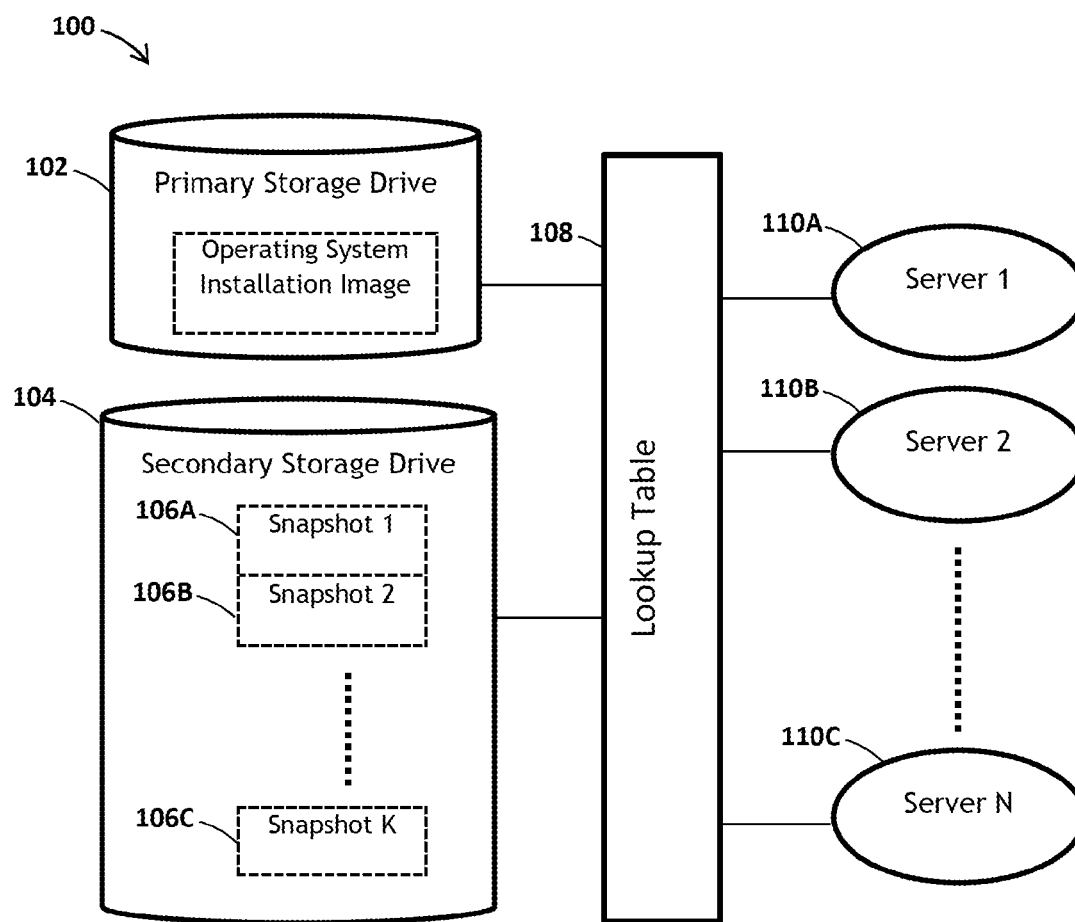 100
102
Primary Storage Drive
Operating System
Installation Image
108
110A
Server 1
104
Secondary Storage Drive
106A
Snapshot 1
106B
Snapshot 2
106C
Snapshot K
Lookup Table
110B
Server 2
110C
Server N